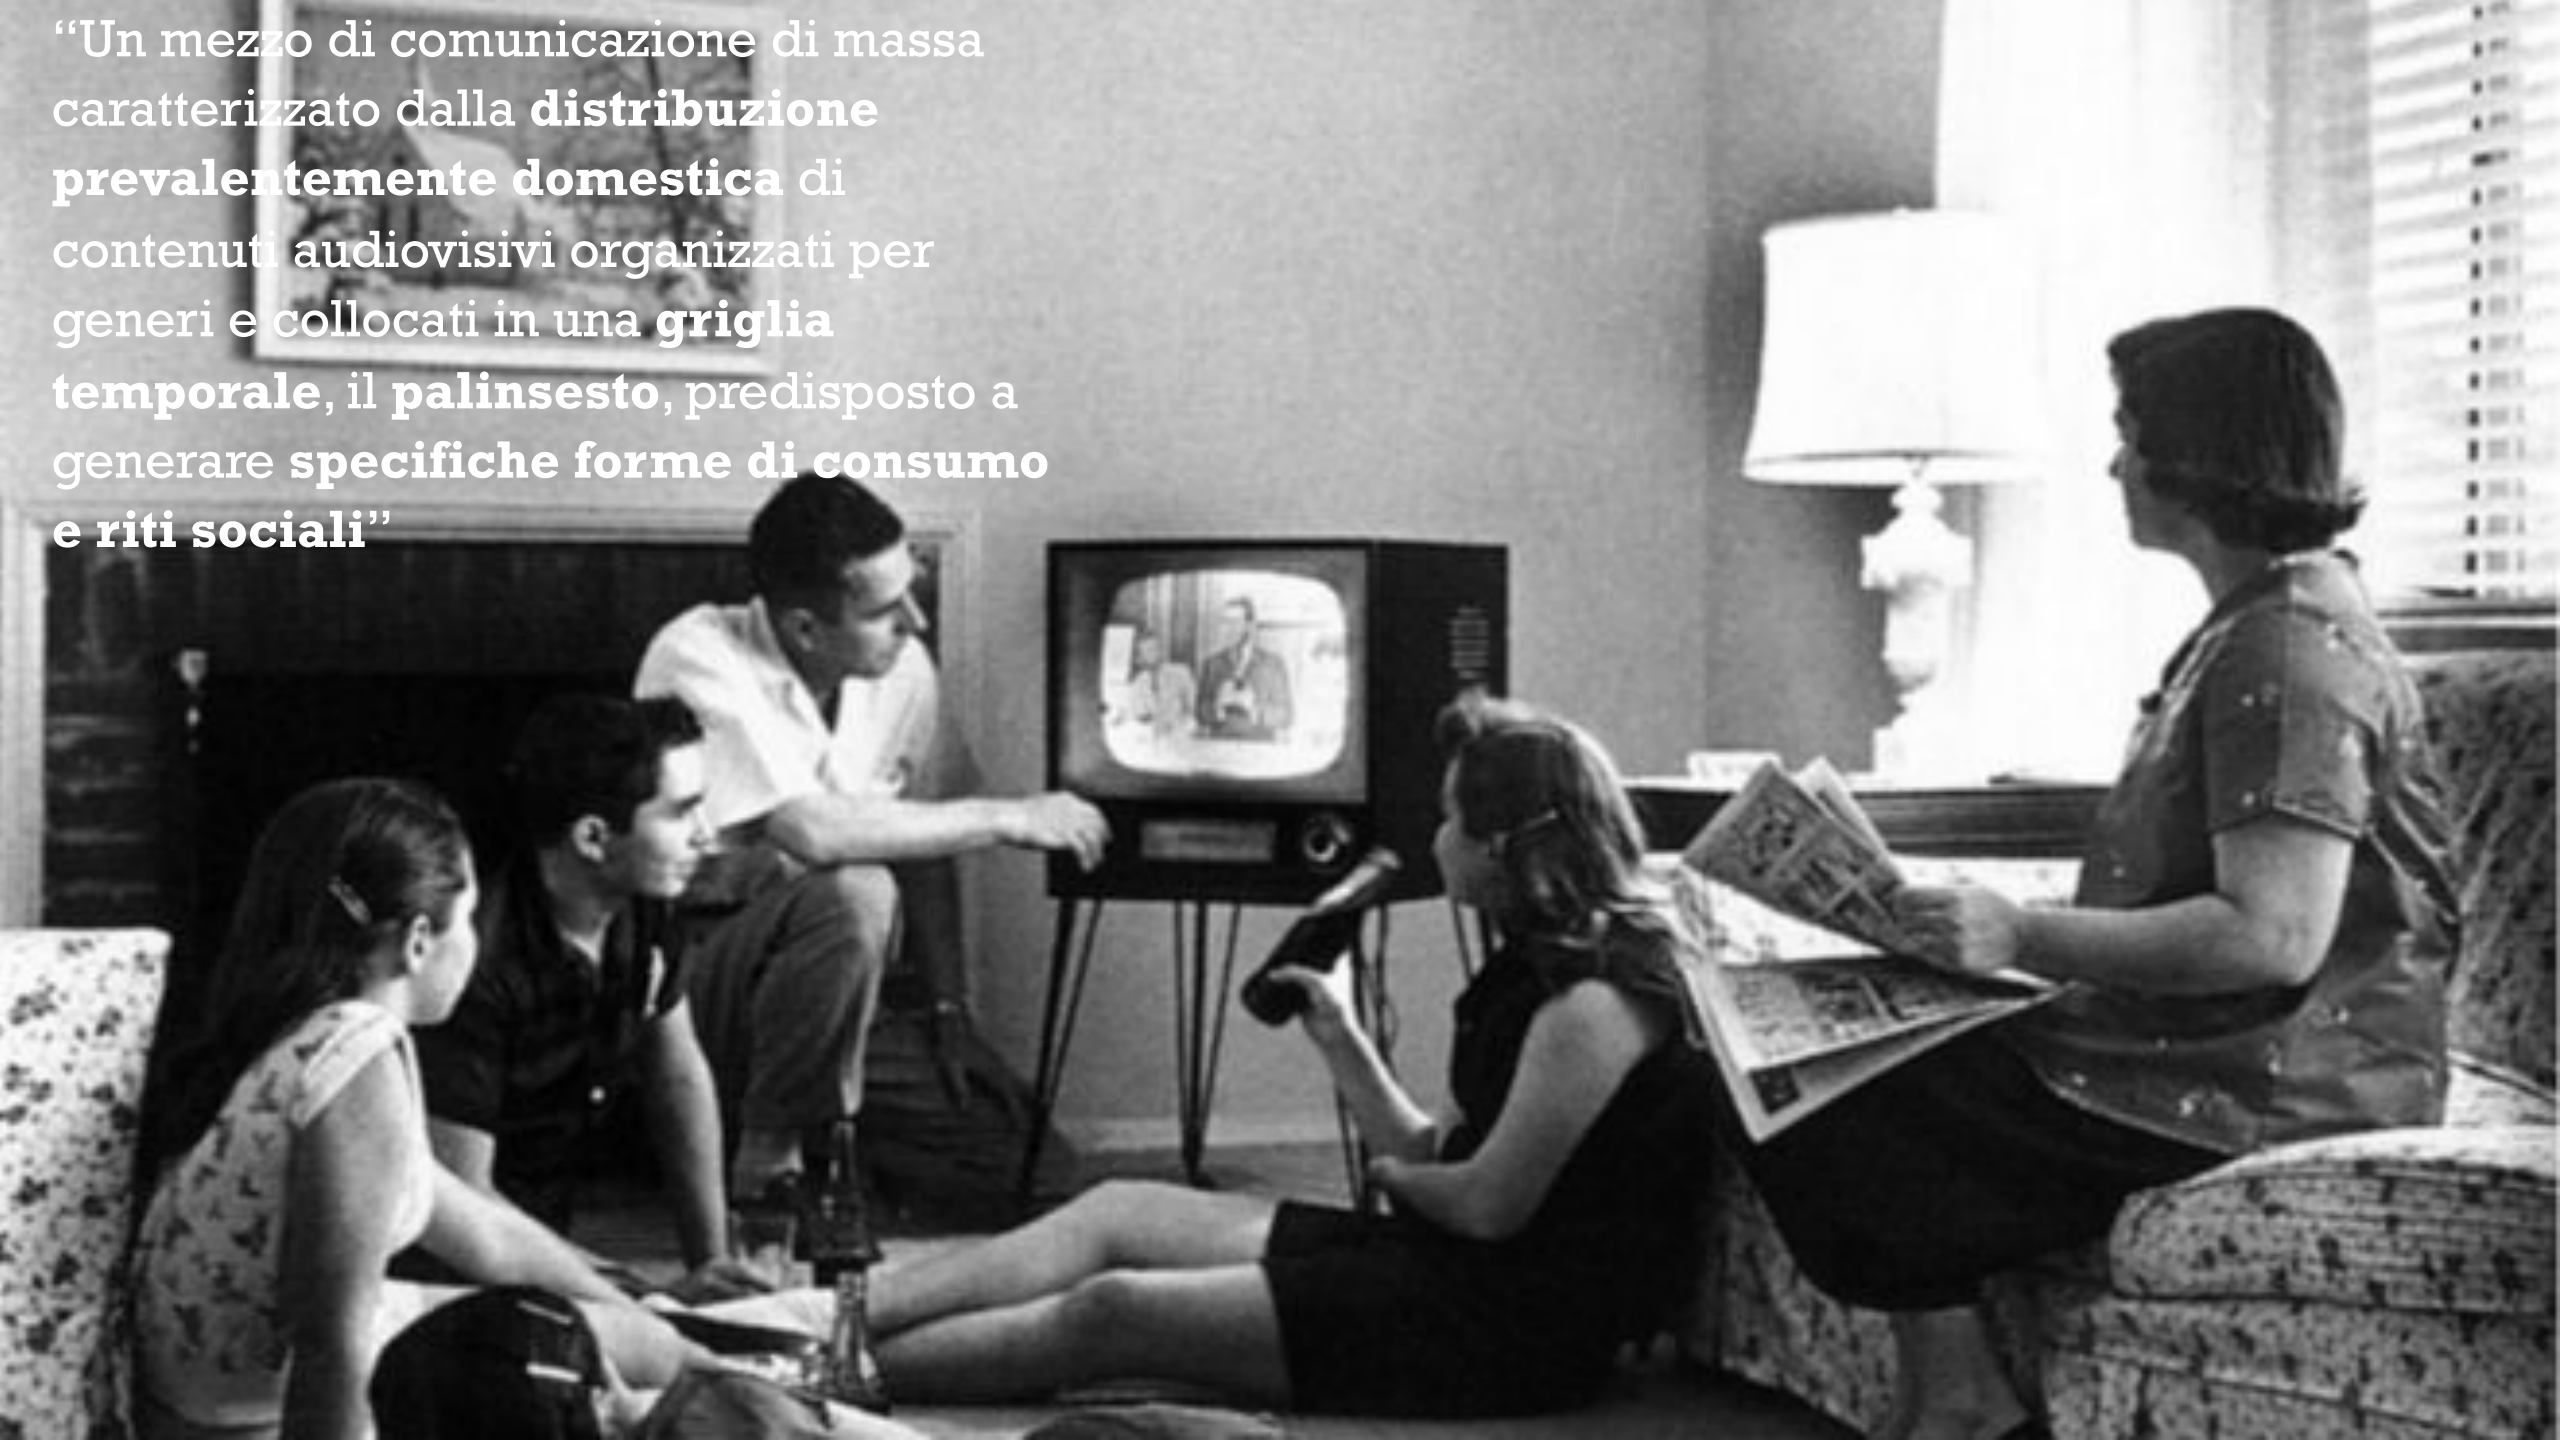 “Un mezzo di comunicazione di massa
caratterizzato dalla distribuzione
prevalentemente domestica di
contenuti audiovisivi organizzati per
generi e collocati in una griglia
temporale, il palinsesto, predisposto a
generare specifiche forme di consumo
e riti sociali”